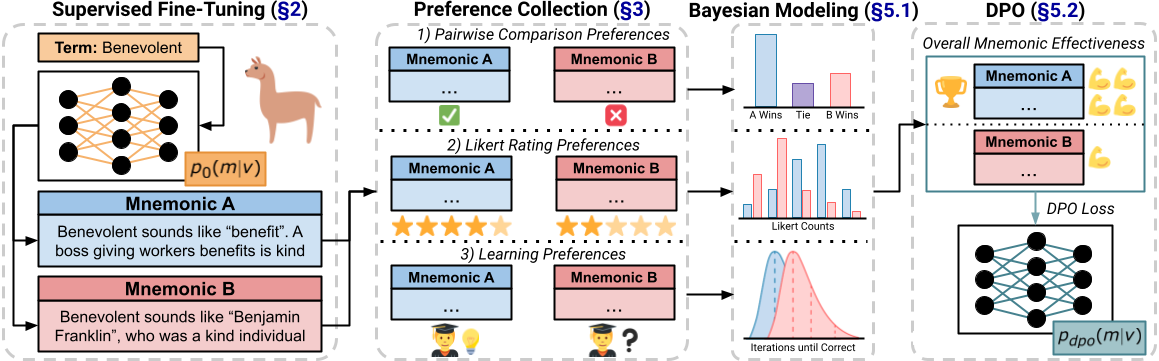 Supervised Fine-Tuning (§2)
Term: Benevolent
p0(m|v)
Mnemonic A
Benevolent sounds like “benefit”. A
boss giving workers benefits is kind
Mnemonic B
Benevolent sounds like “Benjamin
Franklin”, who was a kind individual
Preference Collection (§3)
1) Pairwise Comparison Preferences
Mnemonic A
...
Mnemonic B
...
2) Likert Rating Preferences
Mnemonic A
...
Mnemonic B
...
3) Learning Preferences
Mnemonic A
...
Mnemonic B
...
?
Bayesian Modeling (§5.1)
A Wins
Tie
B Wins
Likert Counts
Iterations until Correct
DPO (§5.2)
Overall Mnemonic Effectiveness
Mnemonic A
...
Mnemonic B
...
DPO Loss
pdpo(m|v)